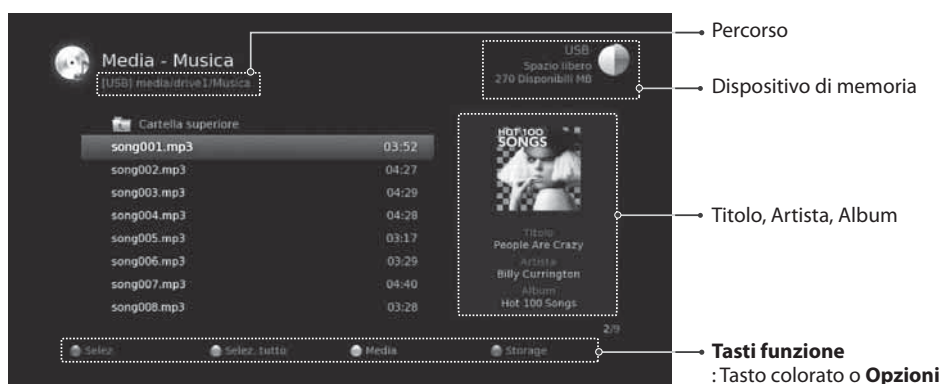 Percorso
USB
Media - Musica
Spazio libero
[USB] media/drive1/Musica
270 Disponibili MB
Dispositivo di memoria
Cartella superiore
song001.mp3 03:52
song002.mp3 04:27
song003.mp3 04:29
song004.mp3 04:28
song005.mp3 03:17
song006.mp3 03:29
song007.mp3 04:40
song008.mp3 03:28
HOT 100
SONGS
Titolo
People Are Crazy
Artista
Billy Currington
Album
Hot 100 Songs
Titolo, Artista, Album
2/9
Selez. Selez. tutto Media Storage
Tasti funzione
: Tasto colorato o Opzioni